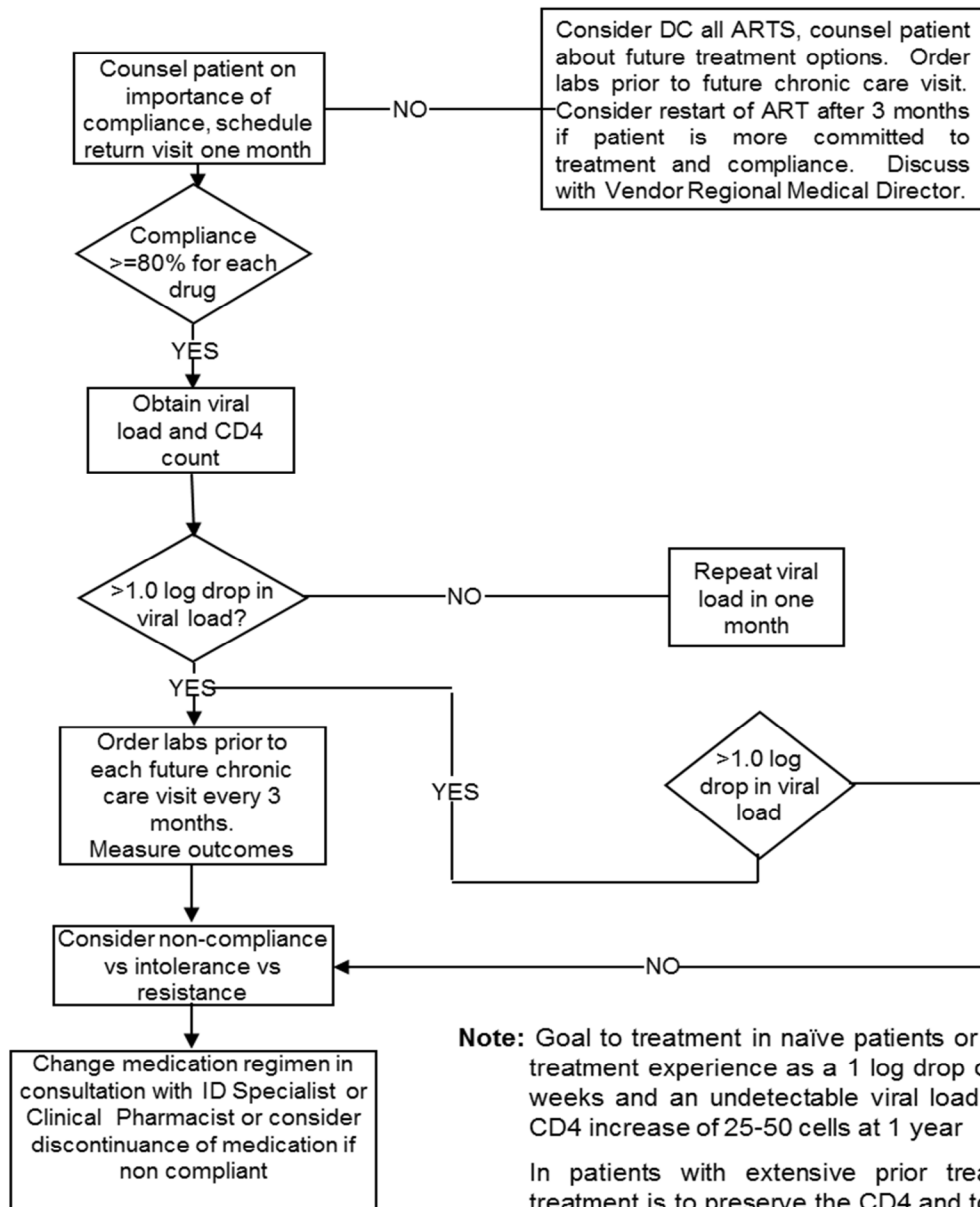 Counsel patient on
importance of
compliance, schedule
return visit one month
NO
Consider DC all ARTS, counsel patient
about future treatment options. Order
labs prior to future chronic care visit.
Consider restart of ART after 3 months
if patient is more committed to
treatment and compliance. Discuss
with Vendor Regional Medical Director.
Compliance
>=80% for each
drug
YES
Obtain viral
load and CD4
count
>1.0 log drop in
viral load?
NO
Repeat viral
load in one
month
YES
Order labs prior to
each future chronic
care visit every 3
months.
Measure outcomes
YES
>1.0 log
drop in viral
load
Consider non-compliance
vs intolerance vs
resistance
NO
Change medication regimen in
consultation with ID Specialist or
Clinical Pharmacist or consider
discontinuance of medication if
non compliant
Note: Goal to treatment in naïve patients or
treatment experience as a 1 log drop
weeks and an undetectable viral load
CD4 increase of 25-50 cells at 1 year
In patients with extensive prior
treatment is to preserve the CD4 and